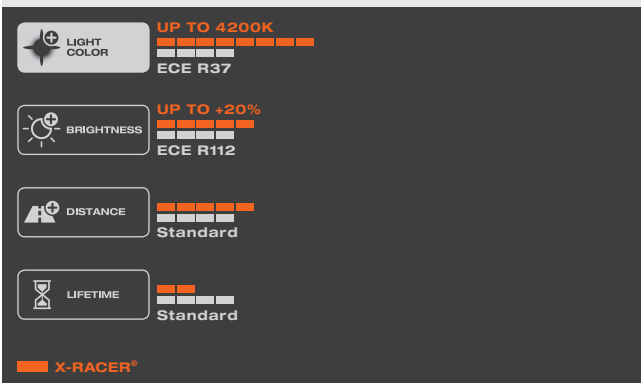 UP TO 4200K
LIGHT
COLOR
ECE R37
UP TO +20%
BRIGHTNESS
ECE R112
DISTANCE
Standard
LIFETIME
Standard
X-RACER®